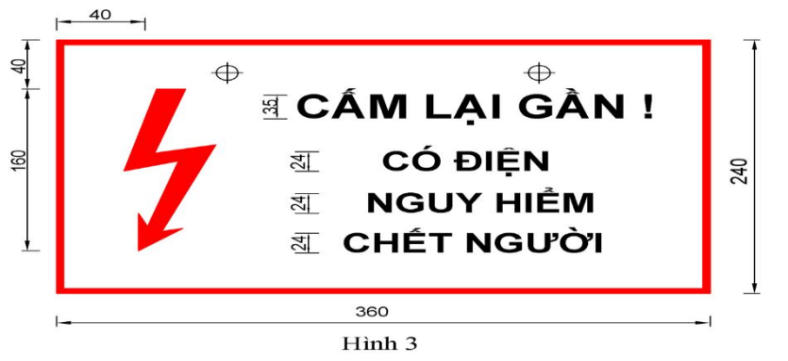 40
40
35 CẤM LẠI GẦN !
160
24 CÓ ĐIỆN
240
24 NGUY HIỂM
24 CHẾT NGƯỜI
360
Hình 3